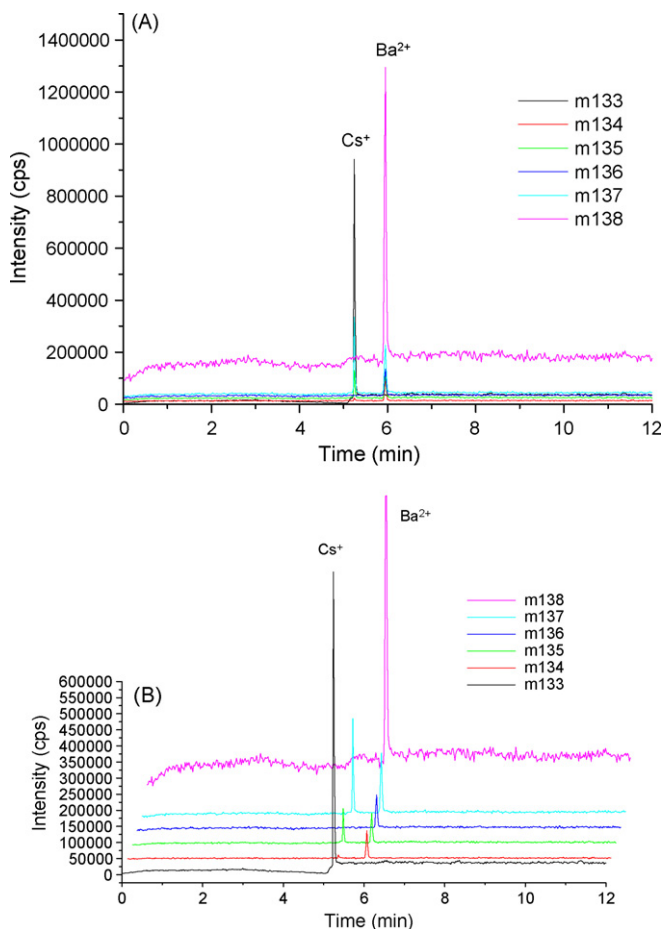 (A)
1400000
1200000
1000000
800000
600000
400000
200000
0
Intensity (cps)
Cs⁺
Ba²⁺
m133
m134
m135
m136
m137
m138
0 2 4 6 8 10 12
Time (min)
(B)
600000
550000
500000
450000
400000
350000
300000
250000
200000
150000
100000
50000
0
Intensity (cps)
Cs⁺
Ba²⁺
m138
m137
m136
m135
m134
m133
0 2 4 6 8 10 12
Time (min)